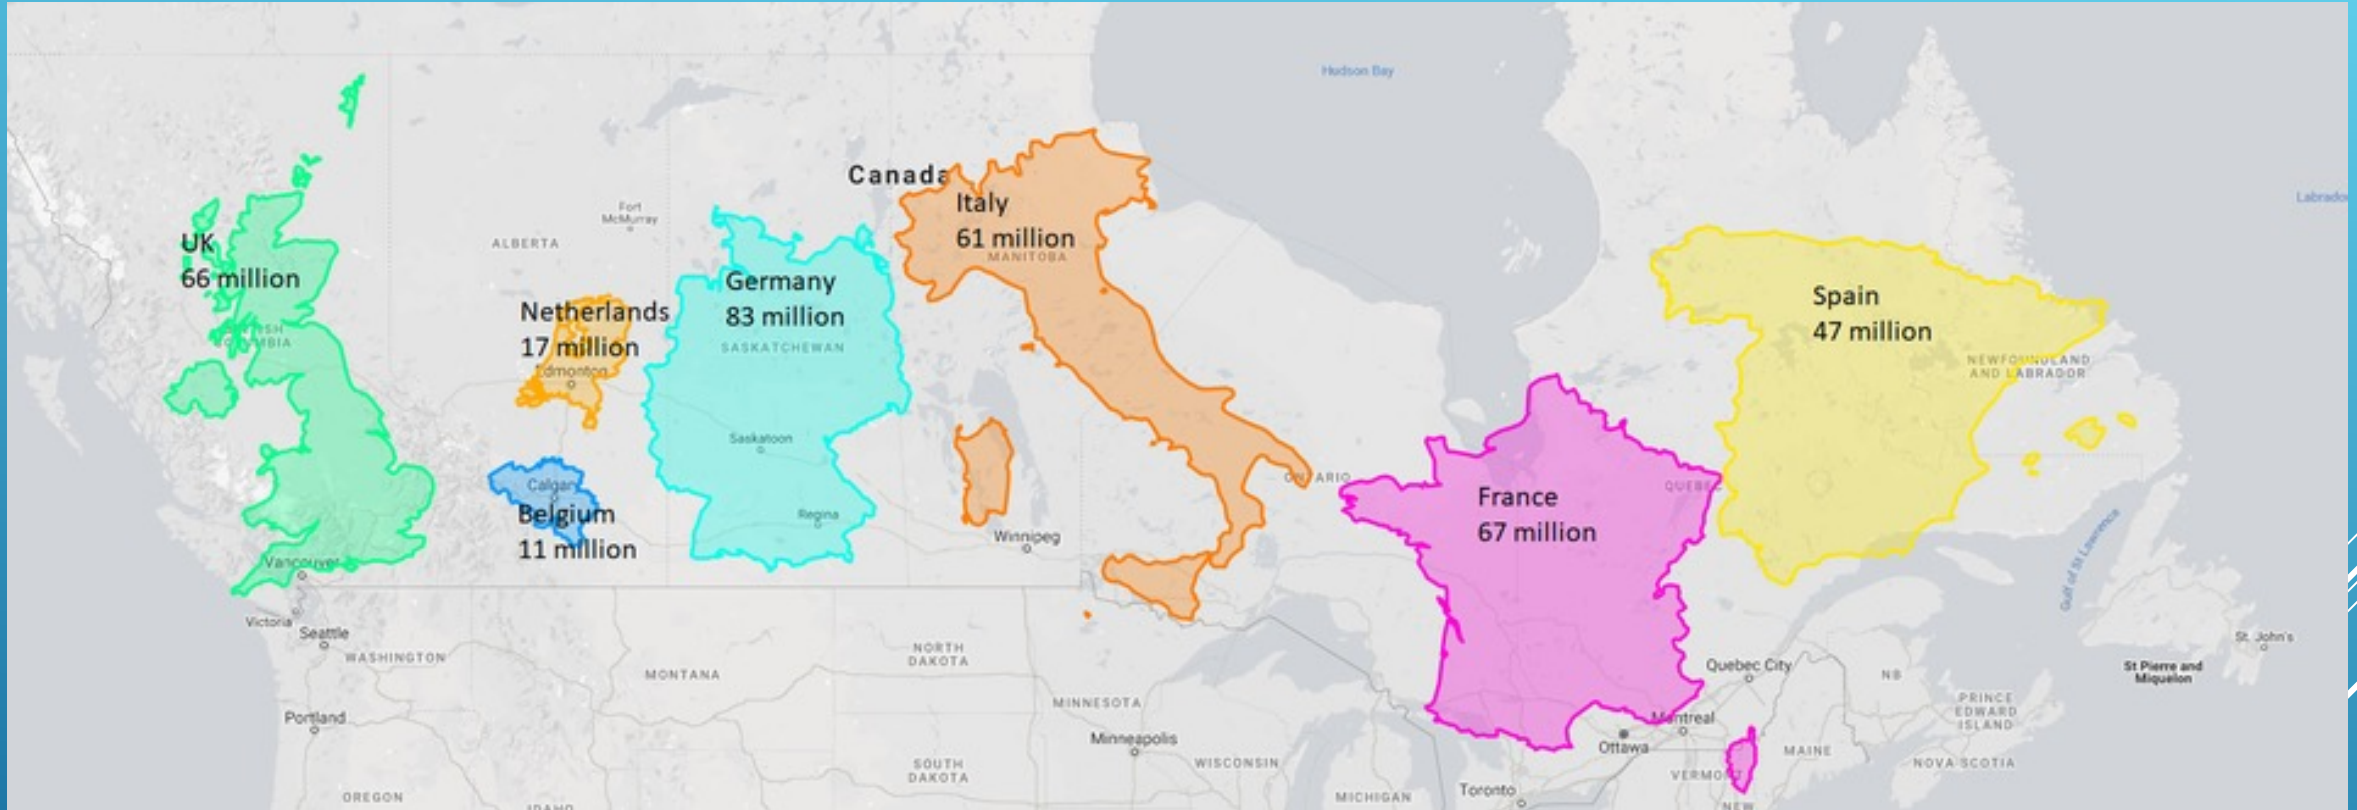 Hudson Bay
Labrador
Canada
Fort
McMurray
ALBERTA
UK
66 million
Italy
61 million
MANITOBA
Germany
83 million
SASKATCHEWAN
Netherlands
17 million
Edmonton
Spain
47 million
NEWFOUNDLAND
AND LABRADOR
Saskatoon
Calgary
Belgium
11 million
Regina
Winnipeg
ONTARIO
QUEBEC
France
67 million
Gulf of St Lawrence
Vancouver
Victoria
Seattle
WASHINGTON
MONTANA
NORTH
DAKOTA
MINNESOTA
Quebec City
NB
St Pierre and
Miquelon
St. John's
PRINCE
EDWARD
ISLAND
Portland
Minneapolis
Montreal
Ottawa
MAINE
SOUTH
DAKOTA
WISCONSIN
VERMONT
NOVA SCOTIA
OREGON
MICHIGAN
Toronto
NEW